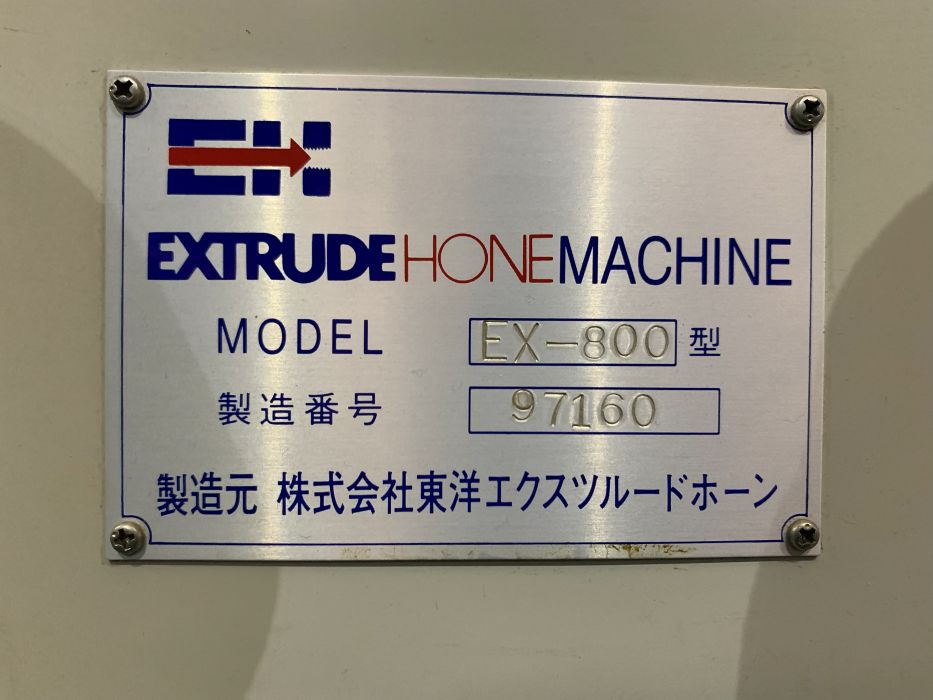 EH
EXTRUDE HONE MACHINE
MODEL EX-800 型
製造番号 97160
製造元 株式会社東洋エクスツルードホーン